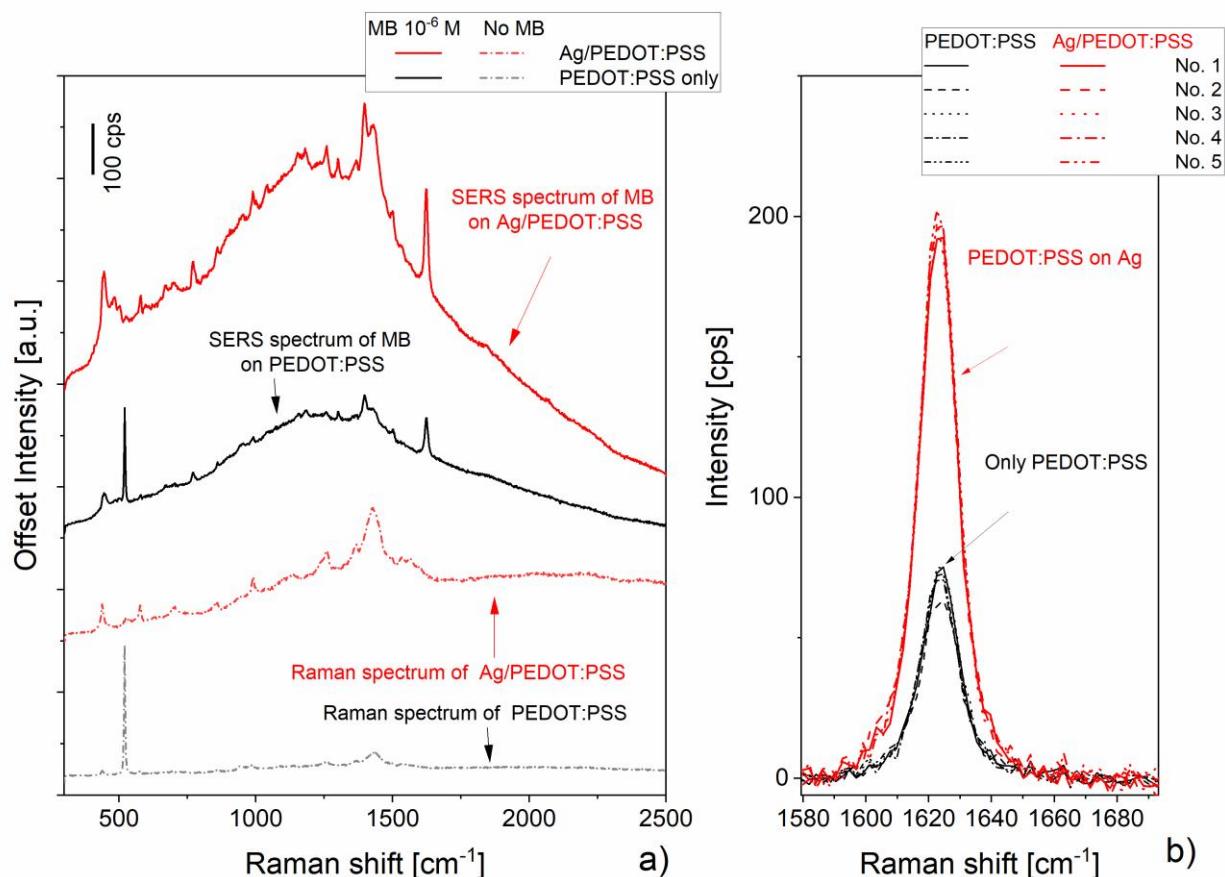 MB 10⁻⁶ M No MB
Ag/PEDOT:PSS
PEDOT:PSS only
100 cps
SERS spectrum of MB
on Ag/PEDOT:PSS
SERS spectrum of MB
on PEDOT:PSS
Raman spectrum of Ag/PEDOT:PSS
Raman spectrum of PEDOT:PSS
Offset Intensity [a.u.]
500 1000 1500 2000 2500
Raman shift [cm⁻¹]
a)
PEDOT:PSS Ag/PEDOT:PSS
No. 1
No. 2
No. 3
No. 4
No. 5
200
PEDOT:PSS on Ag
Only PEDOT:PSS
100
0
Intensity [cps]
1580 1600 1620 1640 1660 1680
Raman shift [cm⁻¹]
b)